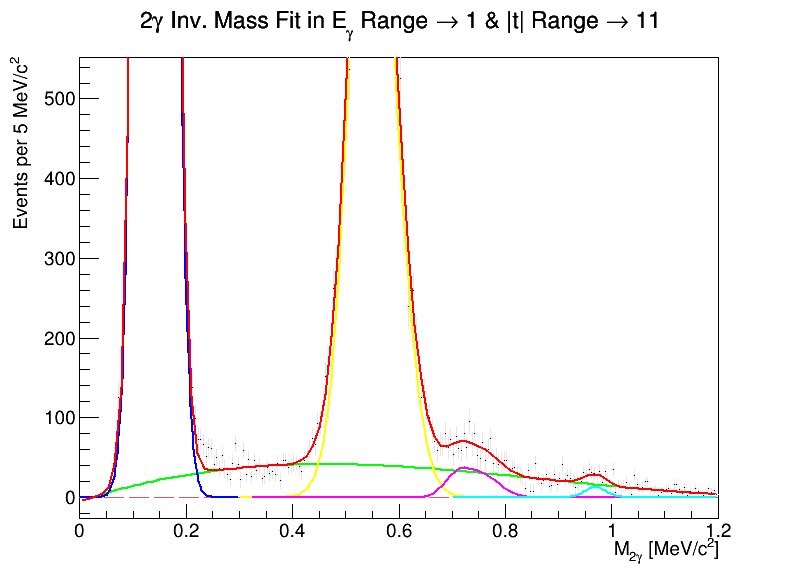 2γ Inv. Mass Fit in Eγ Range → 1 & |t| Range → 11
Events per 5 MeV/c²
500
400
300
200
100
0
0 0.2 0.4 0.6 0.8 1 1.2
M2γ [MeV/c²]